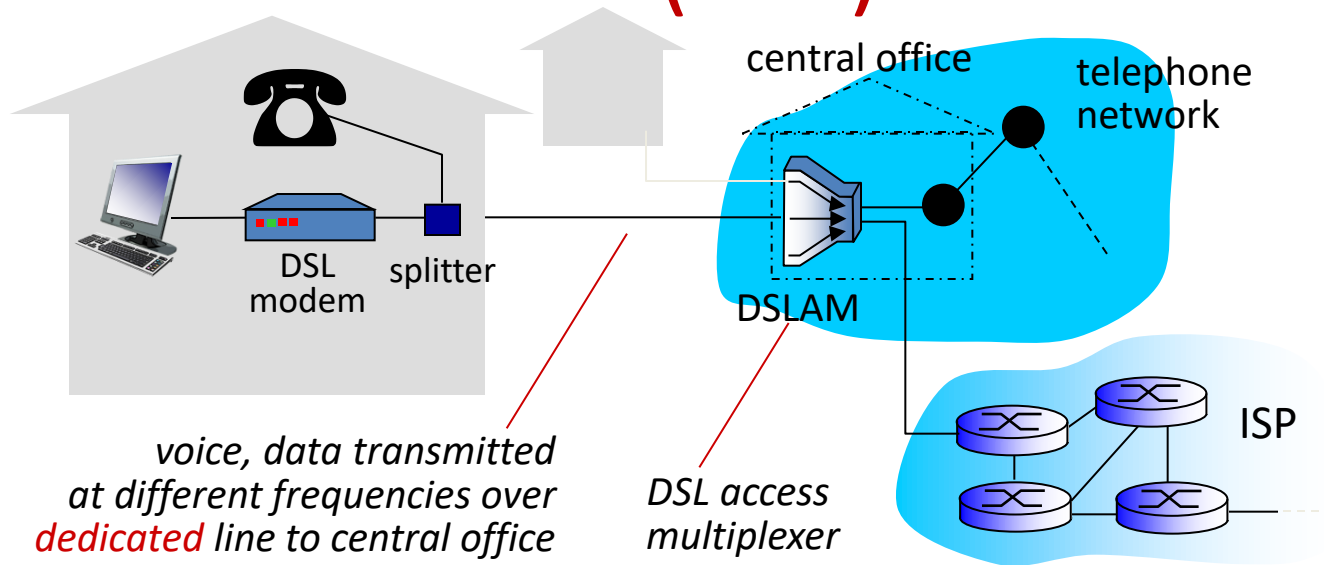 central office
telephone
network
DSL
modem
splitter
DSLAM
ISP
voice, data transmitted
at different frequencies over
dedicated line to central office
DSL access
multiplexer